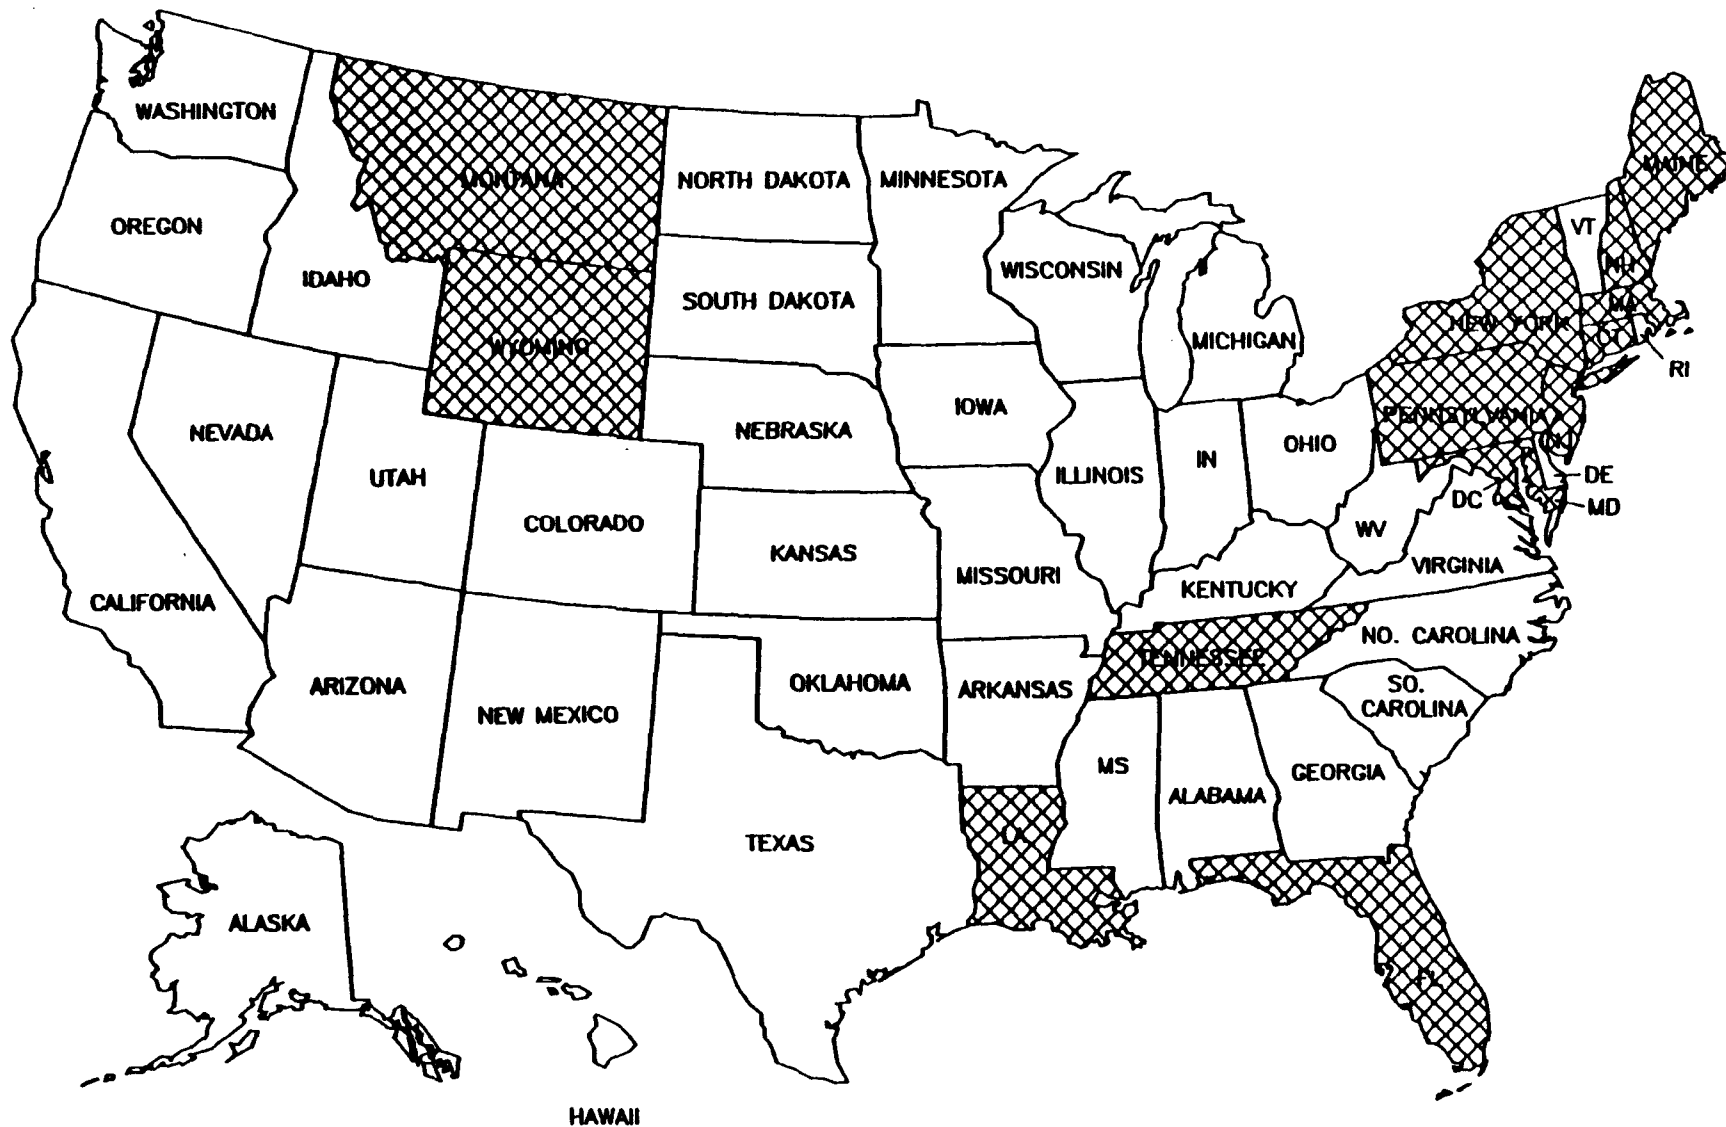 WASHINGTON
MONTANA
NORTH DAKOTA
MINNESOTA
MAINE
VT
OREGON
IDAHO
WISCONSIN
NH
SOUTH DAKOTA
MA
NEW YORK
WYOMING
MICHIGAN
CT
RI
IOWA
PENNSYLVANIA
NEVADA
NEBRASKA
OHIO
NJ
UTAH
ILLINOIS
IN
DE
DC
MD
COLORADO
WV
KANSAS
VIRGINIA
MISSOURI
KENTUCKY
CALIFORNIA
NO. CAROLINA
TENNESSEE
ARIZONA
OKLAHOMA
ARKANSAS
SO.
CAROLINA
NEW MEXICO
MS
GEORGIA
ALABAMA
TEXAS
LA
ALASKA
FL
HAWAII